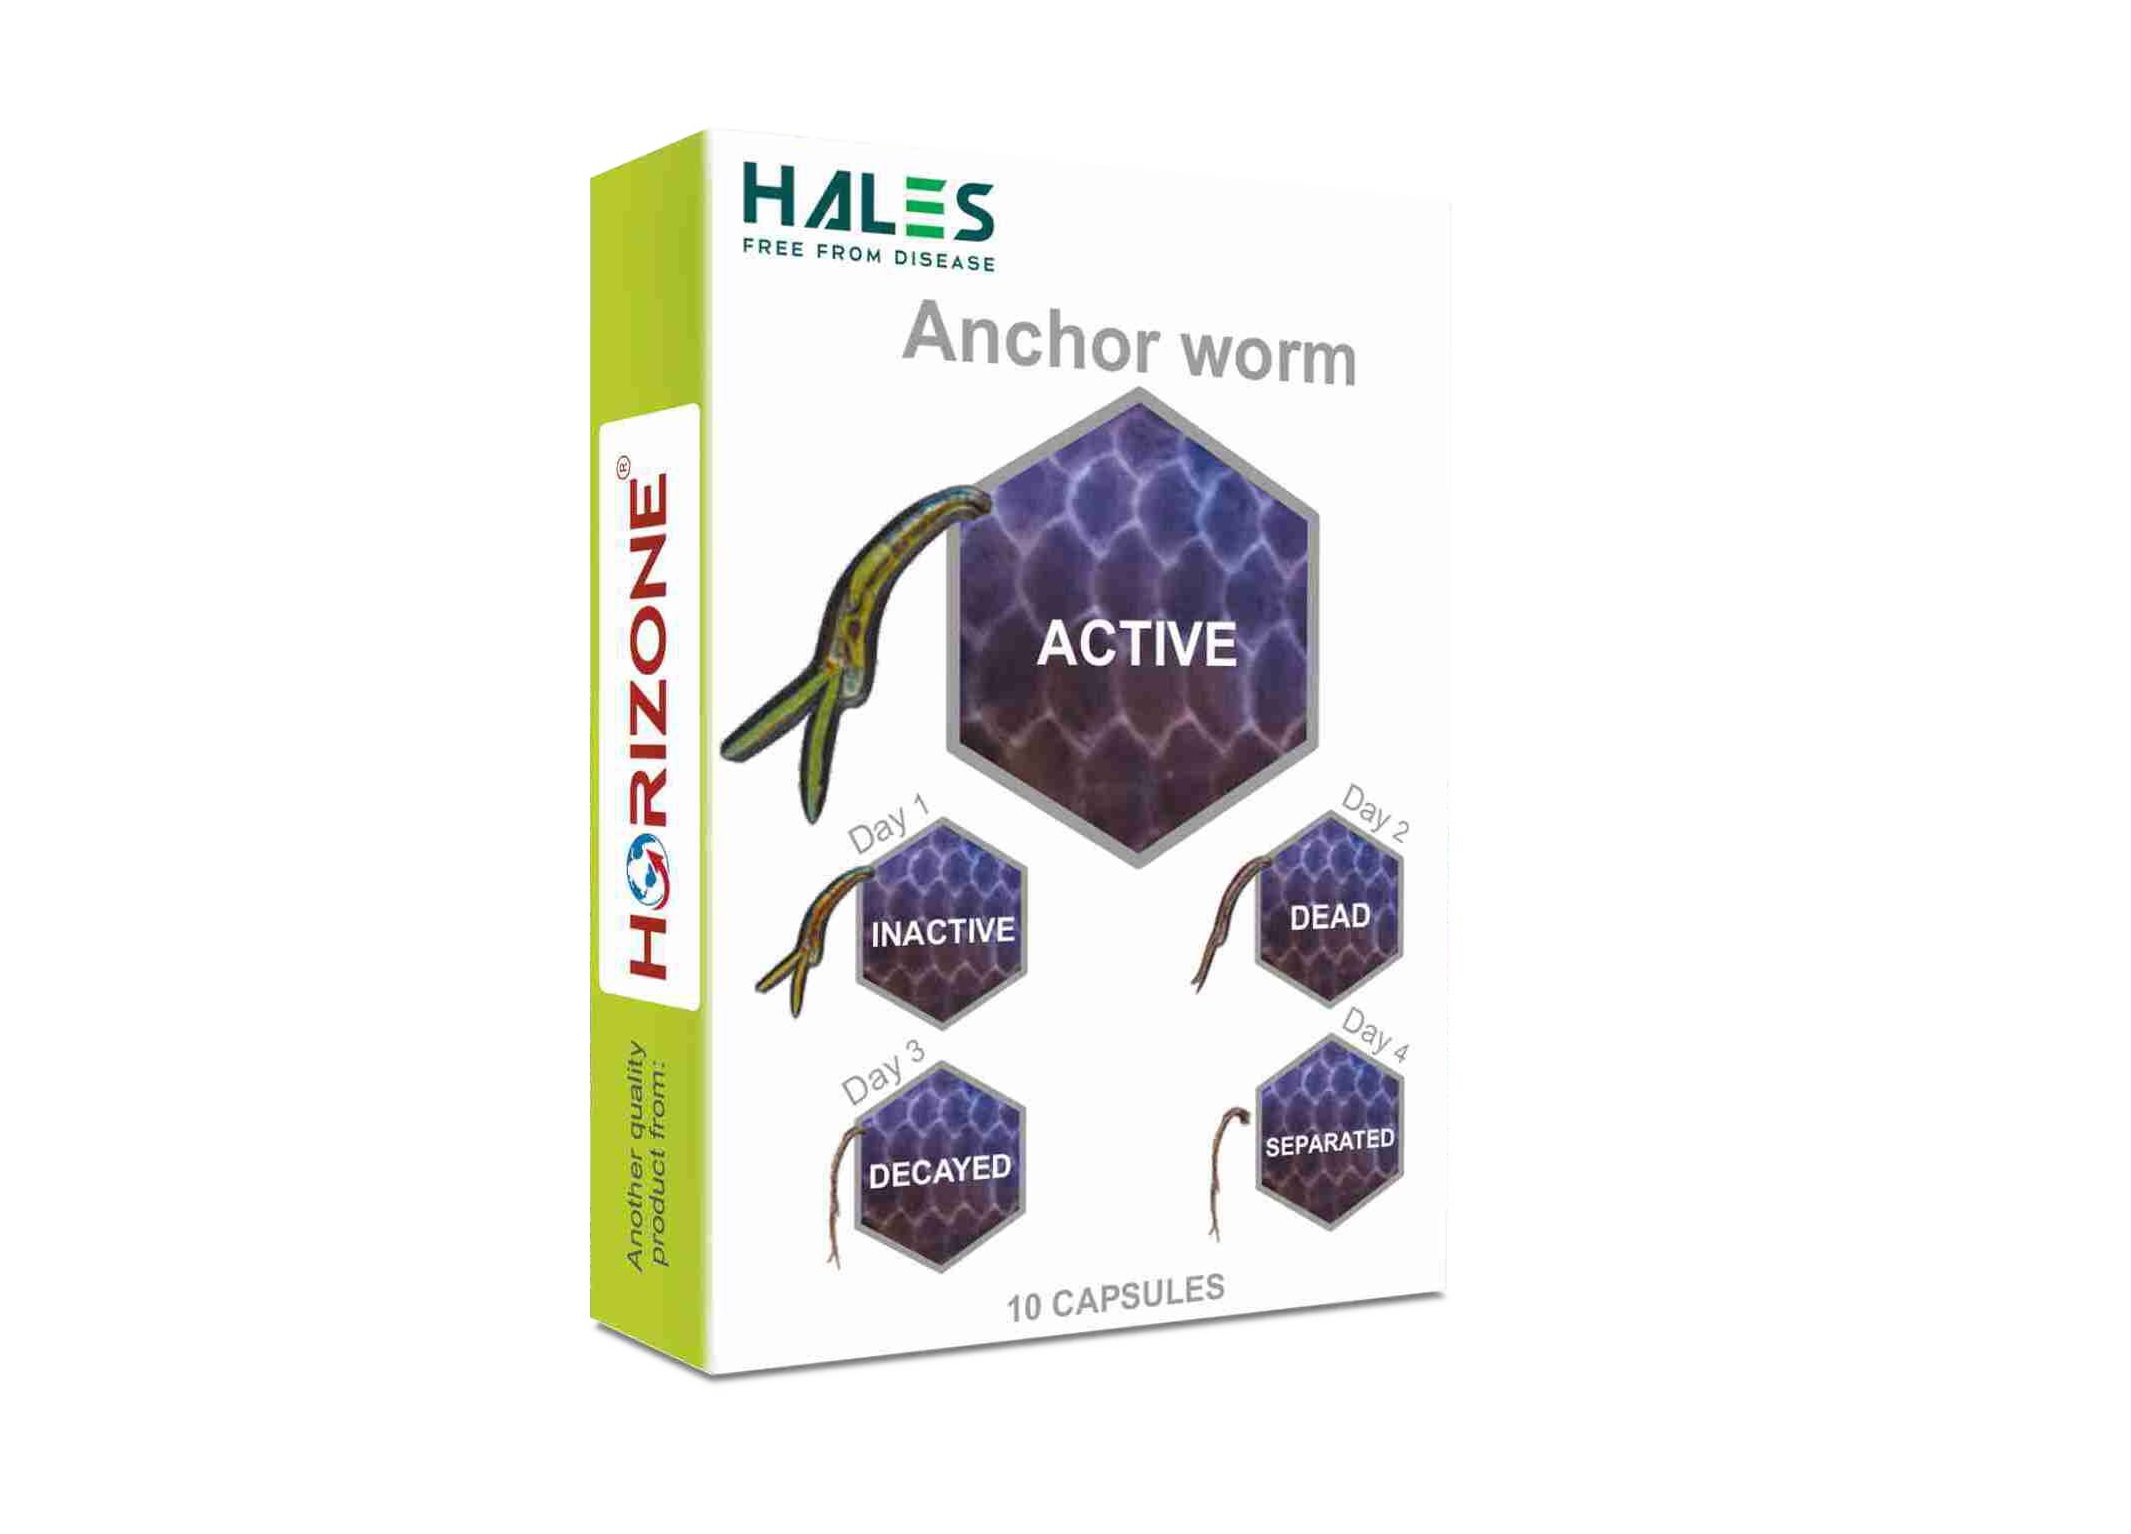 HALES
FREE FROM DISEASE
Anchor worm
ACTIVE
Day 1
INACTIVE
Day 2
DEAD
Day 3
DECAYED
Day 4
SEPARATED
10 CAPSULES
HORIZONE®
Another quality
product from: